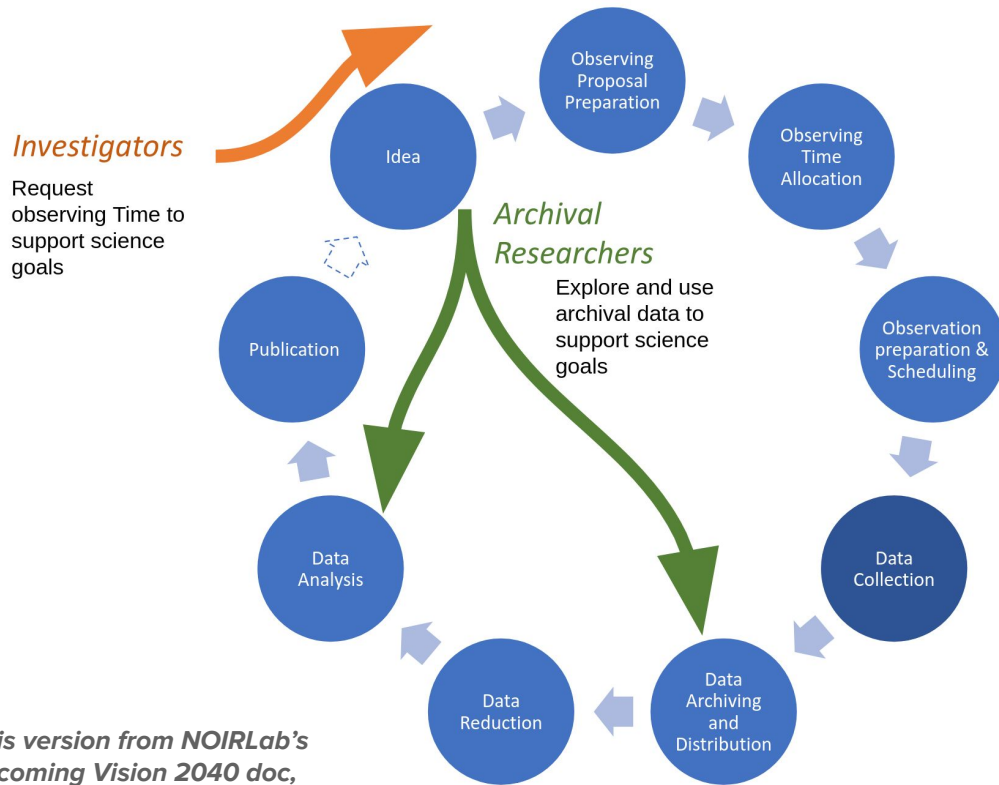 Investigators
Request
observing Time to
support science
goals
Idea
Observing
Proposal
Preparation
Observing
Time
Allocation
Archival
Researchers
Explore and use
archival data to
support science
goals
Observation
preparation &
Scheduling
Data
Collection
Data
Archiving
and
Distribution
Data
Reduction
Data
Analysis
Publication
is version from NOIRLab's
coming Vision 2040 doc,